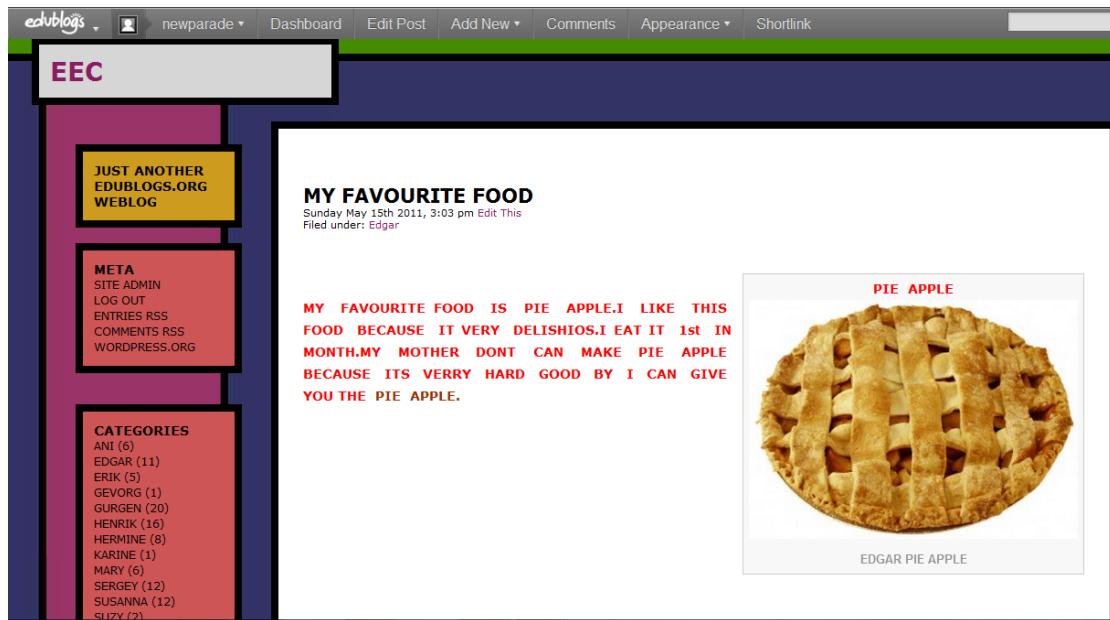 edublogs newparade Dashboard Edit Post Add New Comments Appearance Shortlink
EEC
JUST ANOTHER
EDUBLOGS.ORG
WEBLOG
META
SITE ADMIN
LOG OUT
ENTRIES RSS
COMMENTS RSS
WORDPRESS.ORG
CATEGORIES
ANI (6)
EDGAR (11)
ERIK (5)
GEVORG (1)
GURGEN (20)
HENRIK (16)
HERMINE (8)
KARINE (1)
MARY (6)
SERGEY (12)
SUSANNA (12)
SUZY (2)
MY FAVOURITE FOOD
Sunday May 15th 2011, 3:03 pm Edit This
Filed under: Edgar
MY FAVOURITE FOOD IS PIE APPLE.I LIKE THIS
FOOD BECAUSE IT VERY DELISHIOS.I EAT IT 1st IN
MONTH.MY MOTHER DONT CAN MAKE PIE APPLE
BECAUSE ITS VERRY HARD GOOD BY I CAN GIVE
YOU THE PIE APPLE.
PIE APPLE
EDGAR PIE APPLE